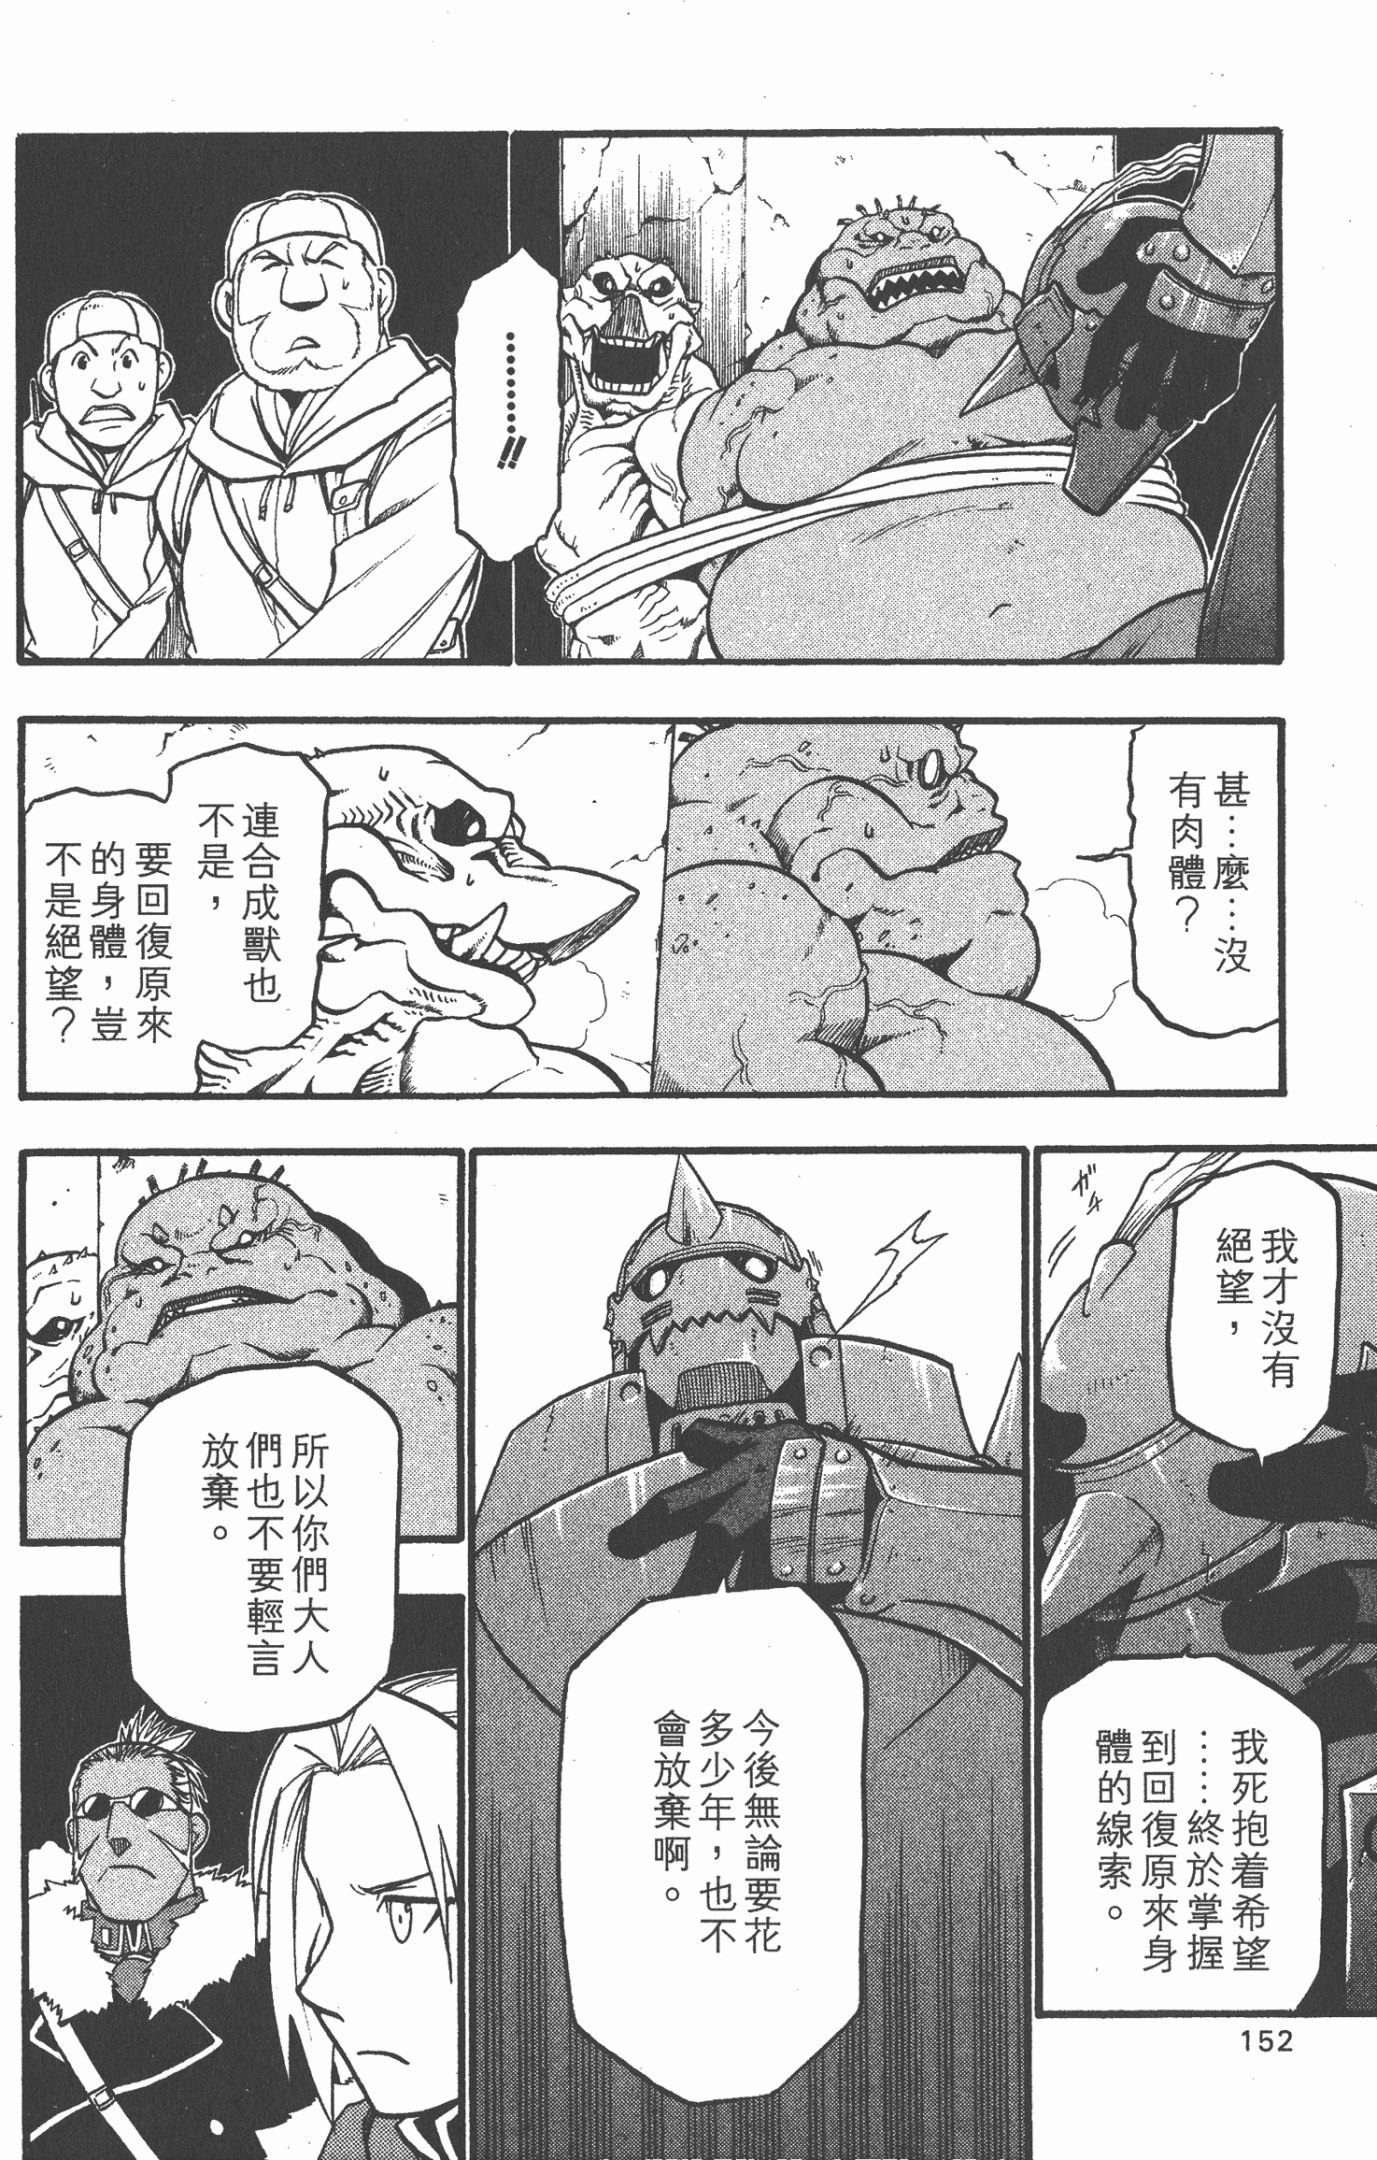 ………!!
甚…麼…沒
有肉體？
連合成獸也
不是，
要回復原來
的身體，豈
不是絕望？
ガチ
我才沒有
絕望，
我死抱着希望
……終於掌握
到回復原來身
體的線索。
今後無論要花
多少年，也不
會放棄啊。
所以你們大人
們也不要輕言
放棄。
152